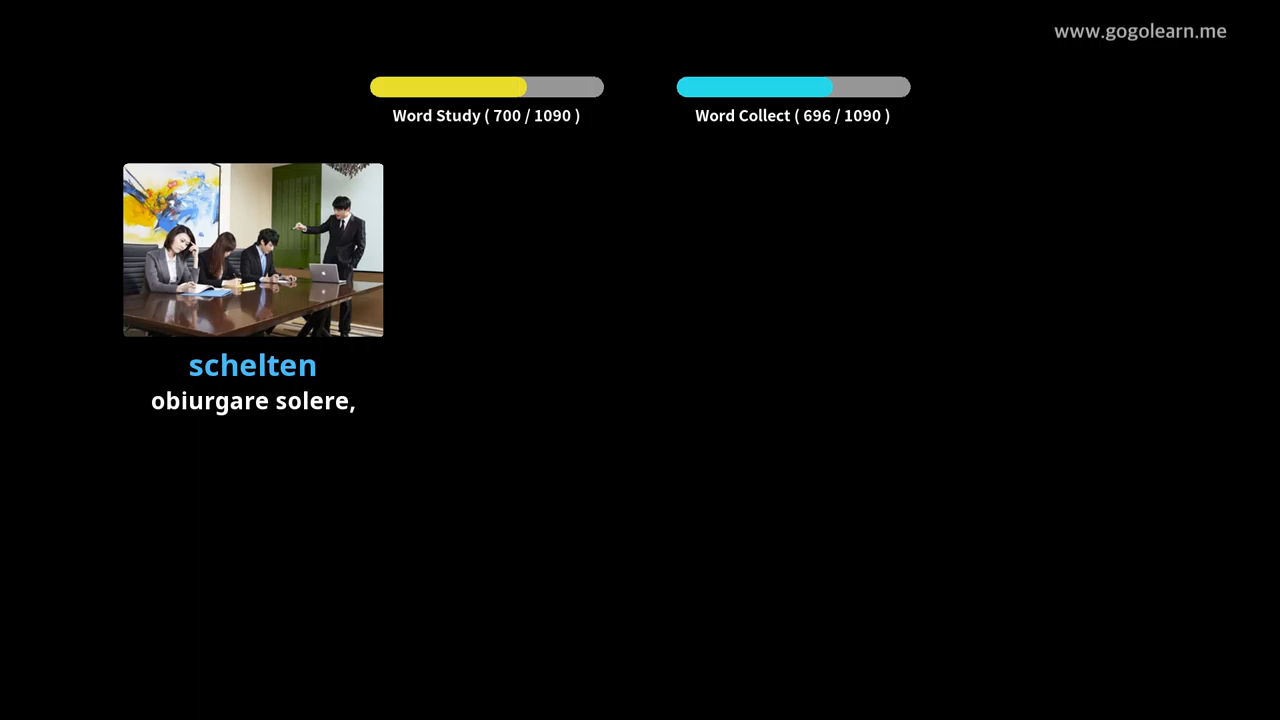 www.gogolearn.me
Word Study ( 700 / 1090 )
Word Collect ( 696 / 1090 )
schelten
obiurgare solere,